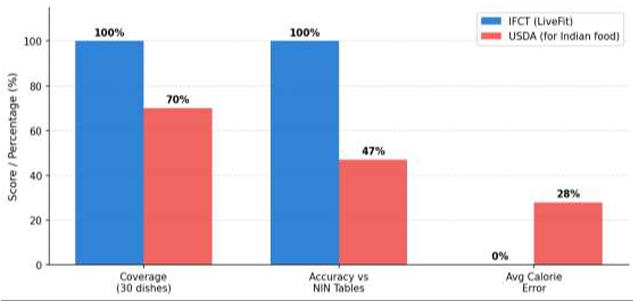 IFCT (LiveFit)
USDA (for Indian food)
Score / Percentage (%)
100
80
60
40
20
0
100%
70%
100%
47%
0%
28%
Coverage
(30 dishes)
Accuracy vs
NIN Tables
Avg Calorie
Error